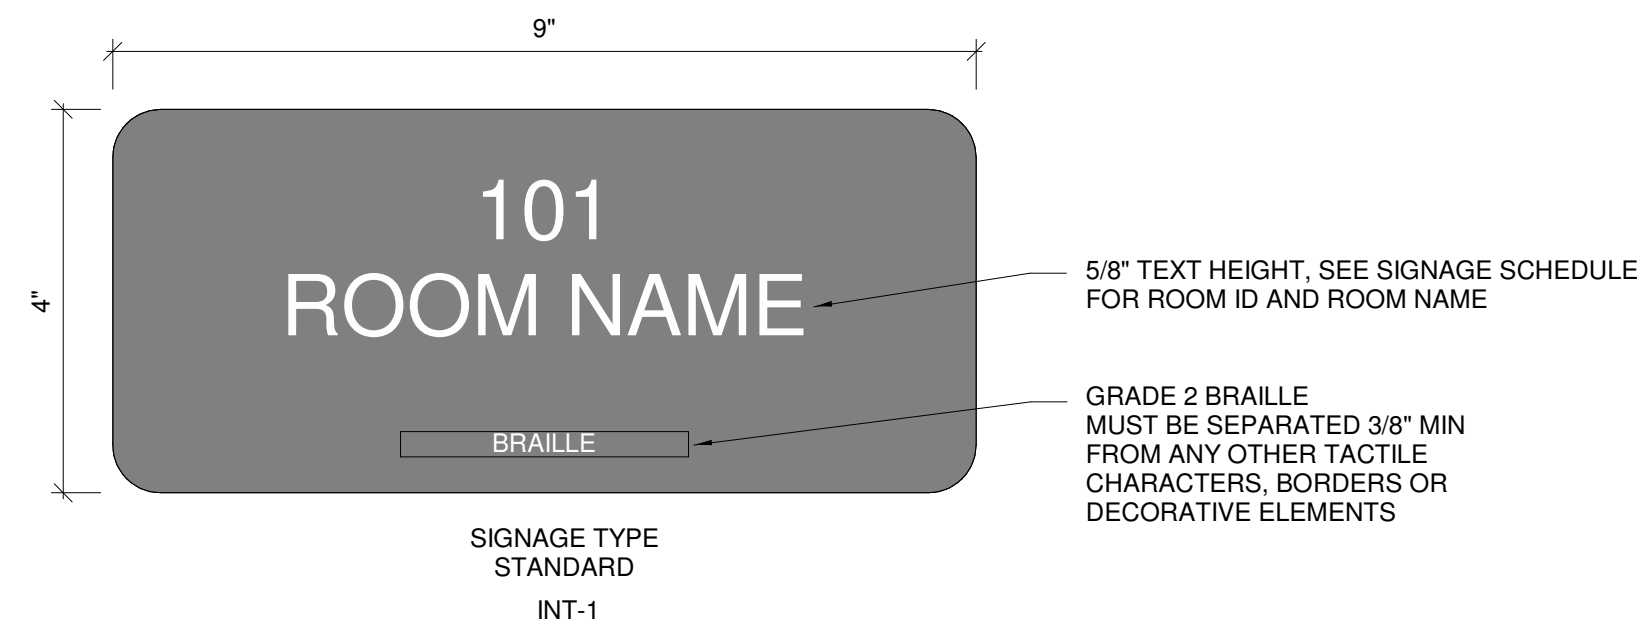 9"
4"
101
ROOM NAME
BRAILLE
5/8" TEXT HEIGHT, SEE SIGNAGE SCHEDULE
FOR ROOM ID AND ROOM NAME
GRADE 2 BRAILLE
MUST BE SEPARATED 3/8" MIN
FROM ANY OTHER TACTILE
CHARACTERS, BORDERS OR
DECORATIVE ELEMENTS
SIGNAGE TYPE
STANDARD
INT-1